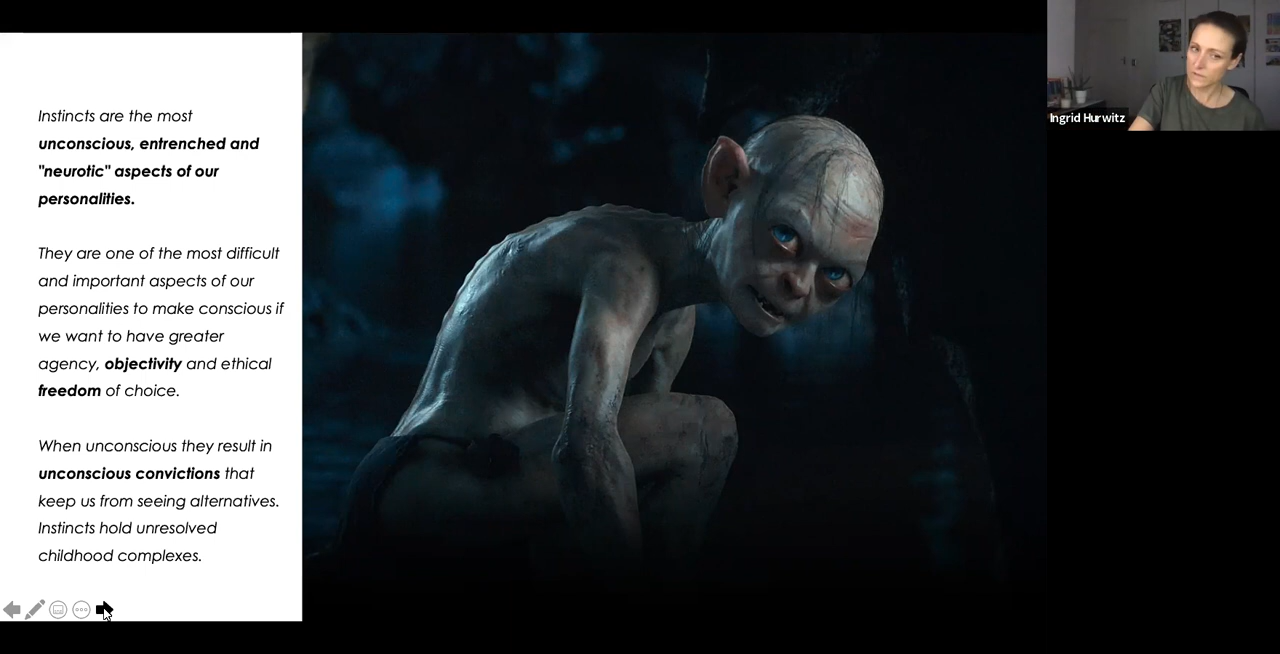 Instincts are the most
unconscious, entrenched and
"neurotic" aspects of our
personalities.
They are one of the most difficult
and important aspects of our
personalities to make conscious if
we want to have greater
agency, objectivity and ethical
freedom of choice.
When unconscious they result in
unconscious convictions that
keep us from seeing alternatives.
Instincts hold unresolved
childhood complexes.
Ingrid Hurwitz